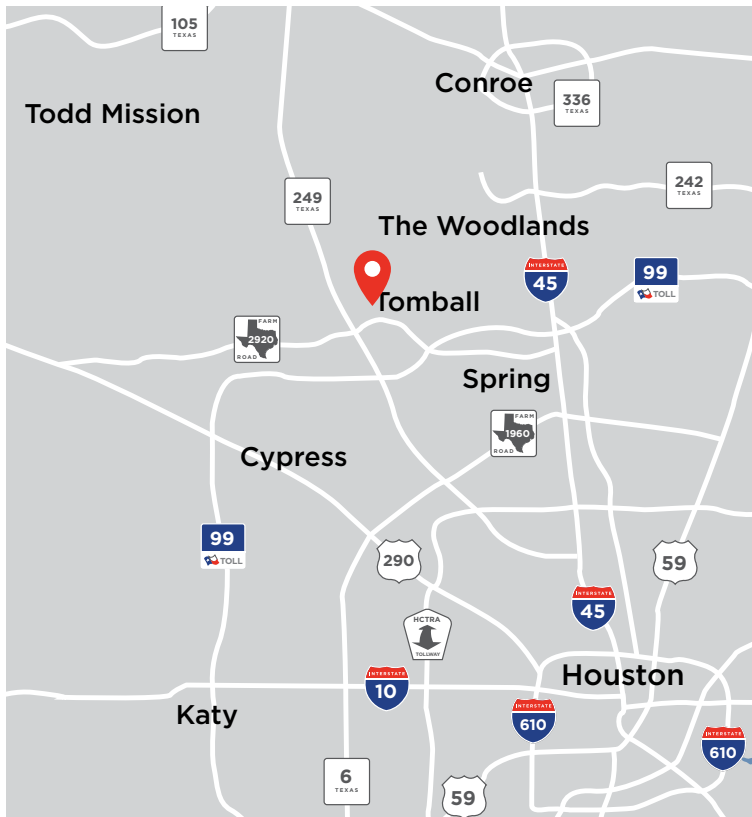 105
TEXAS
Conroe
336
TEXAS
Todd Mission
242
TEXAS
249
TEXAS
The Woodlands
INTERSTATE
45
99
TOLL
Tomball
FARM
2920
ROAD
Spring
FARM
1960
ROAD
Cypress
99
TOLL
290
59
INTERSTATE
45
HCTRA
TOLLWAY
Houston
INTERSTATE
10
Katy
INTERSTATE
610
INTERSTATE
610
6
TEXAS
59